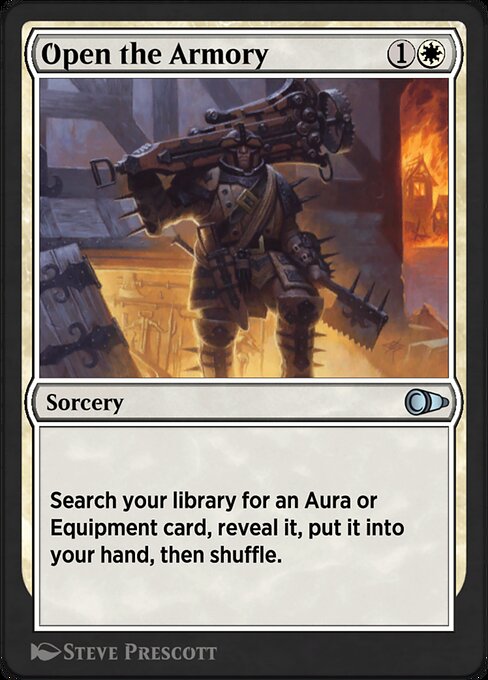 Open the Armory 1
Sorcery
Search your library for an Aura or
Equipment card, reveal it, put it into
your hand, then shuffle.
Steve Prescott